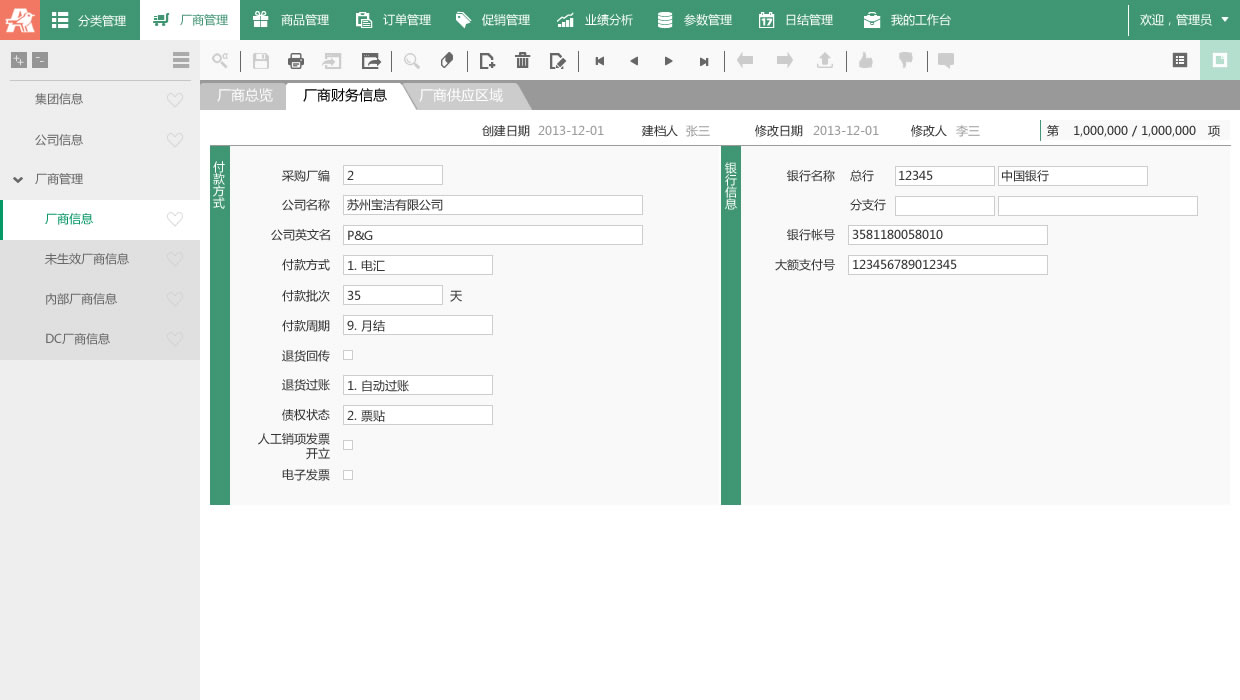 分类管理 厂商管理 商品管理 订单管理 促销管理 业绩分析 参数管理 17 日结管理 我的工作台 欢迎，管理员
集团信息
公司信息
厂商管理
厂商信息
未生效厂商信息
内部厂商信息
DC厂商信息
厂商总览 厂商财务信息 厂商供应区域
创建日期 2013-12-01 建档人 张三 修改日期 2013-12-01 修改人 李三 第 1,000,000 / 1,000,000 项
付款方式
采购厂编 2
公司名称 苏州宝洁有限公司
公司英文名 P&G
付款方式 1. 电汇
付款批次 35 天
付款周期 9. 月结
退货回传
退货过账 1. 自动过账
债权状态 2. 票贴
人工销项发票
开立
电子发票
银行信息
银行名称 总行 12345 中国银行
分支行
银行帐号 3581180058010
大额支付号 123456789012345